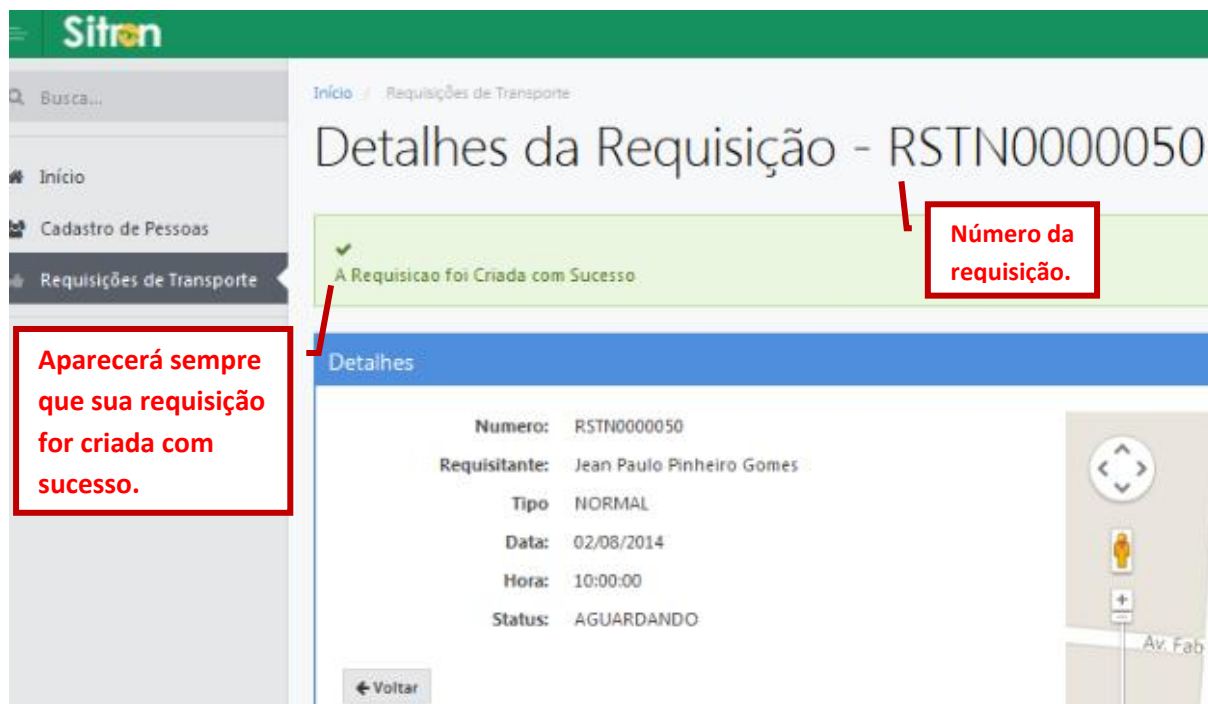 Sitron
Busca...
Início
Cadastro de Pessoas
Requisições de Transporte
Início / Requisições de Transporte
Detalhes da Requisição - RSTN0000050
Número da
requisição.
A Requisicao foi Criada com Sucesso
Aparecerá sempre
que sua requisição
for criada com
sucesso.
Detalhes
Numero: RSTN0000050
Requisitante: Jean Paulo Pinheiro Gomes
Tipo NORMAL
Data: 02/08/2014
Hora: 10:00:00
Status: AGUARDANDO
Voltar
Av. Fab